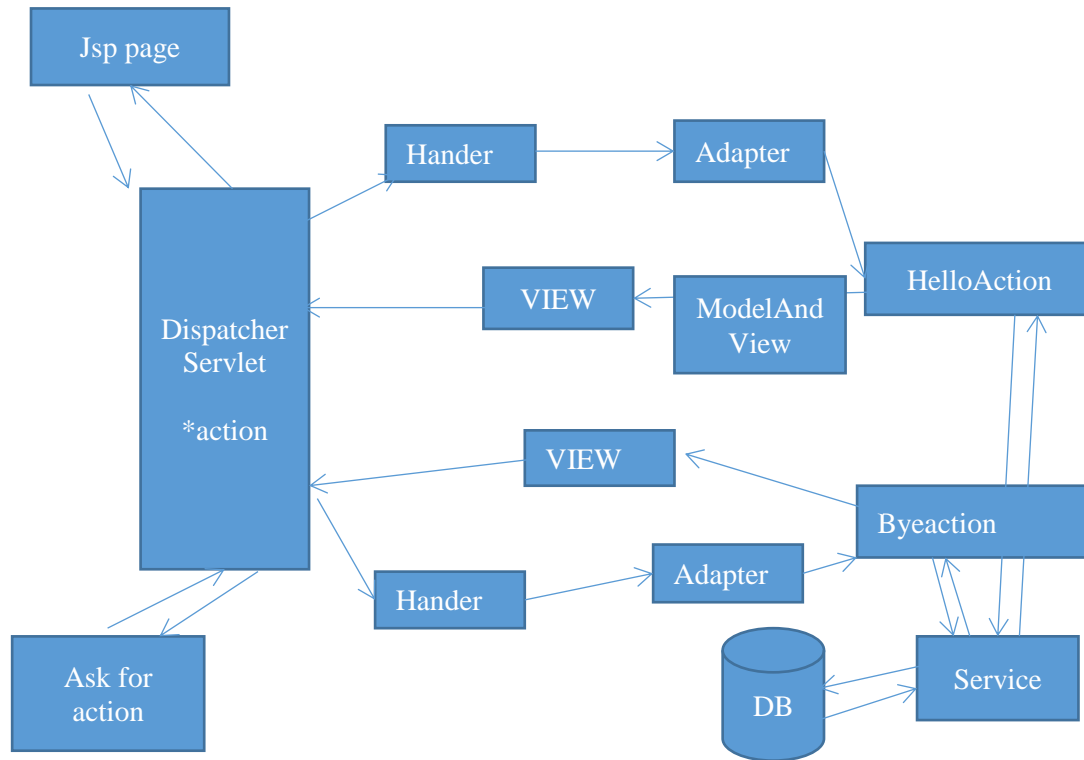 Jsp page
Hander
Adapter
HelloAction
VIEW
ModelAnd
View
Dispatcher
Servlet
*action
VIEW
Byeaction
Hander
Adapter
Ask for
action
DB
Service